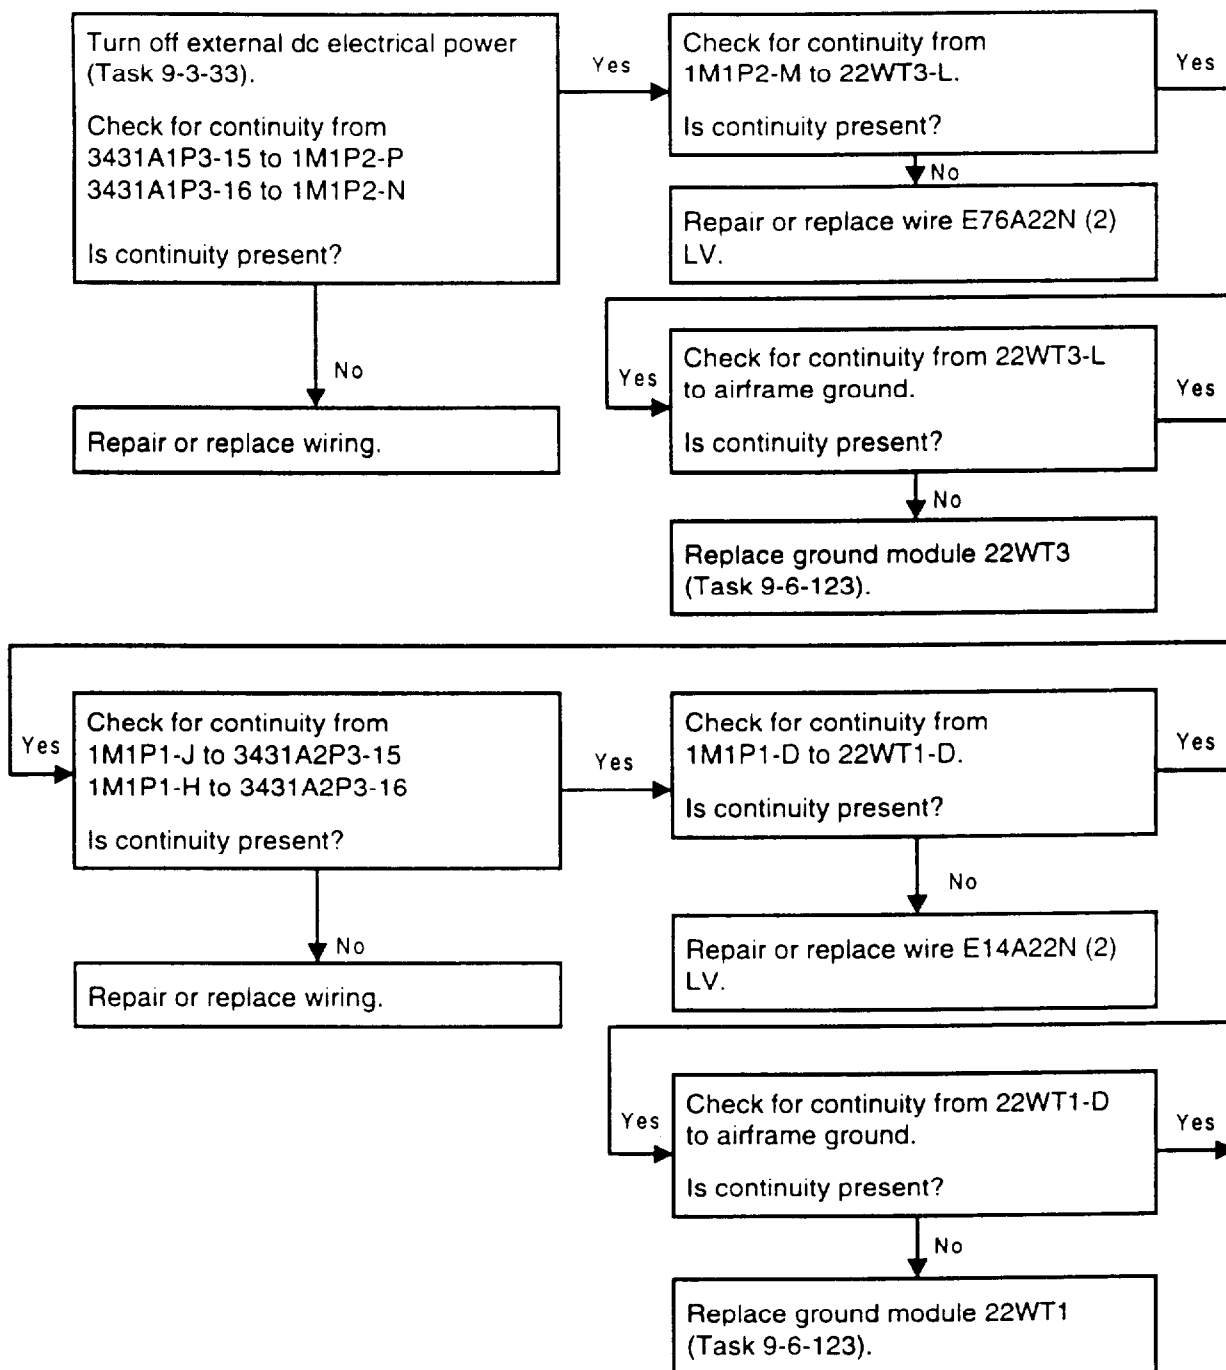 Turn off external dc electrical power
(Task 9-3-33).
Check for continuity from
3431A1P3-15 to 1M1P2-P
3431A1P3-16 to 1M1P2-N
Is continuity present?
Yes
Check for continuity from
1M1P2-M to 22WT3-L.
Is continuity present?
Yes
No
Repair or replace wire E76A22N (2)
LV.
No
Repair or replace wiring.
Yes
Check for continuity from 22WT3-L
to airframe ground.
Is continuity present?
Yes
No
Replace ground module 22WT3
(Task 9-6-123).
Yes
Check for continuity from
1M1P1-J to 3431A2P3-15
1M1P1-H to 3431A2P3-16
Is continuity present?
Yes
Check for continuity from
1M1P1-D to 22WT1-D.
Is continuity present?
Yes
No
Repair or replace wiring.
No
Repair or replace wire E14A22N (2)
LV.
Yes
Check for continuity from 22WT1-D
to airframe ground.
Is continuity present?
Yes
No
Replace ground module 22WT1
(Task 9-6-123).